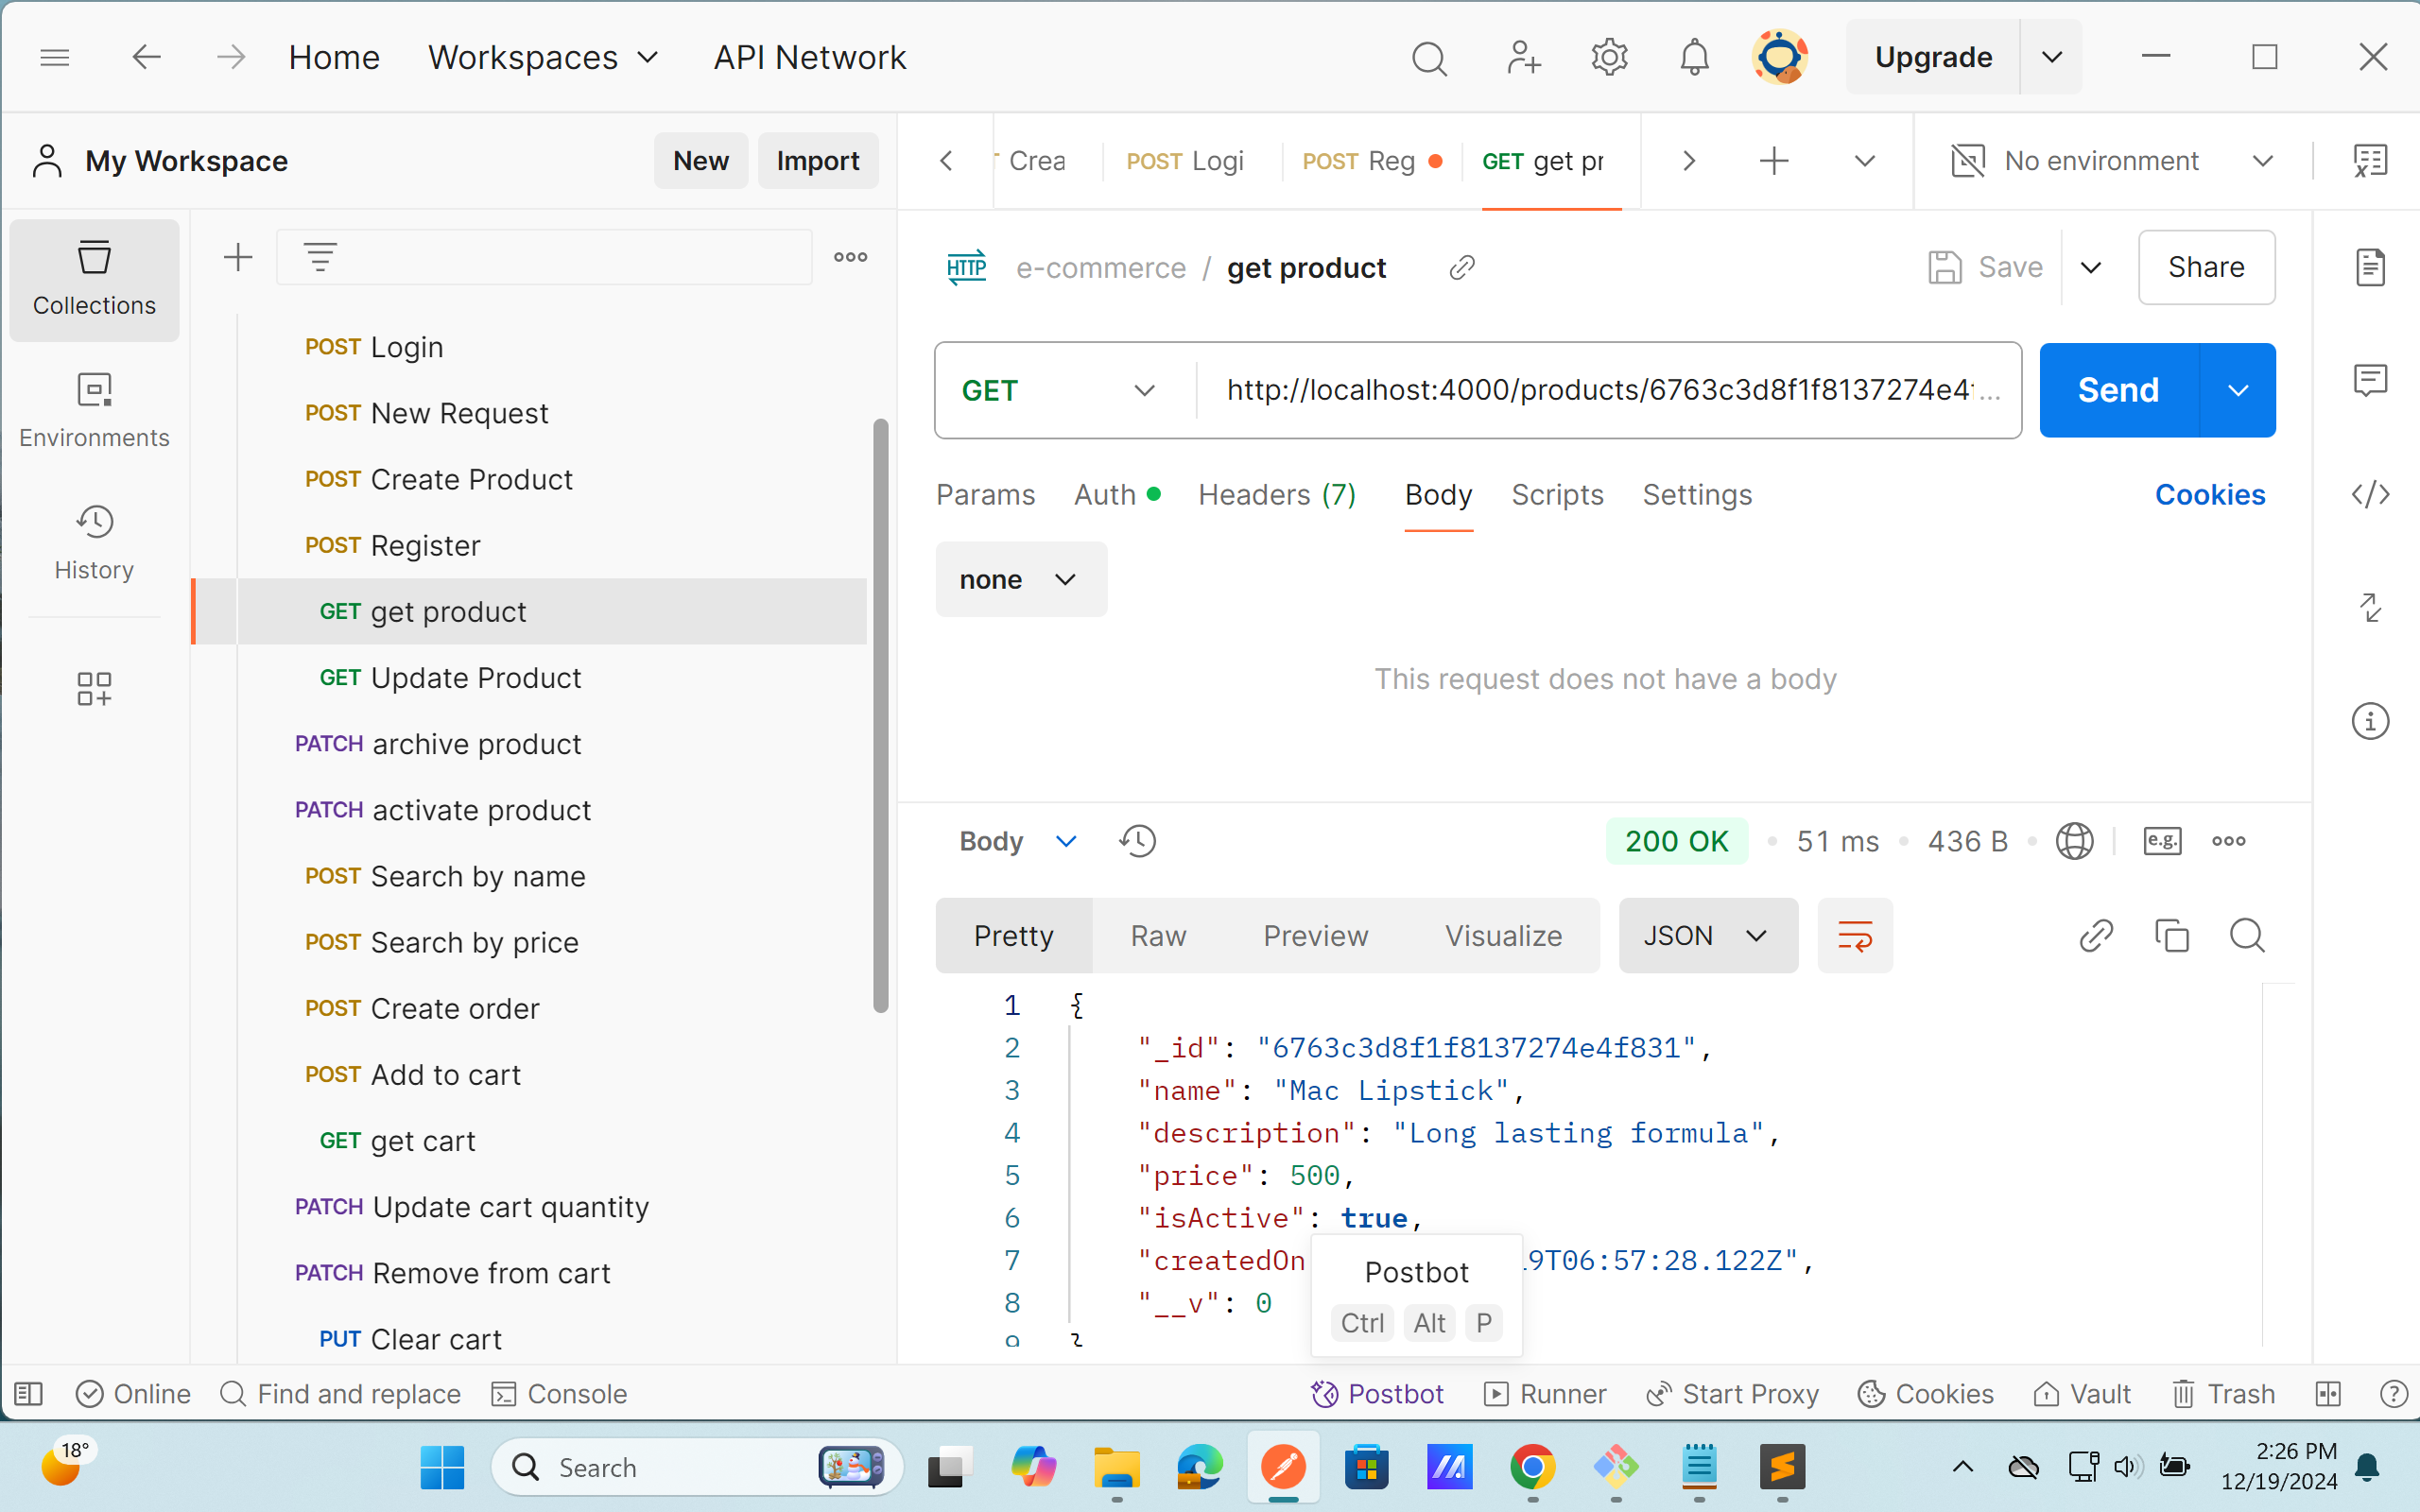 Home Workspaces API Network Upgrade
My Workspace New Import
Crea POST Logi POST Reg GET get pr No environment
Collections
Environments
History
POST Login
POST New Request
POST Create Product
POST Register
GET get product
GET Update Product
PATCH archive product
PATCH activate product
POST Search by name
POST Search by price
POST Create order
POST Add to cart
GET get cart
PATCH Update cart quantity
PATCH Remove from cart
PUT Clear cart
HTTP e-commerce / get product Save Share
GET http://localhost:4000/products/6763c3d8f1f8137274e4f... Send
Params Auth Headers (7) Body Scripts Settings Cookies
none
This request does not have a body
Body 200 OK 51 ms 436 B e.g.
Pretty Raw Preview Visualize JSON
1 {
2 "_id": "6763c3d8f1f8137274e4f831",
3 "name": "Mac Lipstick",
4 "description": "Long lasting formula",
5 "price": 500,
6 "isActive": true,
7 "createdOn 9T06:57:28.122Z",
8 "__v": 0
9 }
Postbot
Ctrl Alt P
Online Find and replace Console Postbot Runner Start Proxy Cookies Vault Trash
18° Search 2:26 PM
12/19/2024